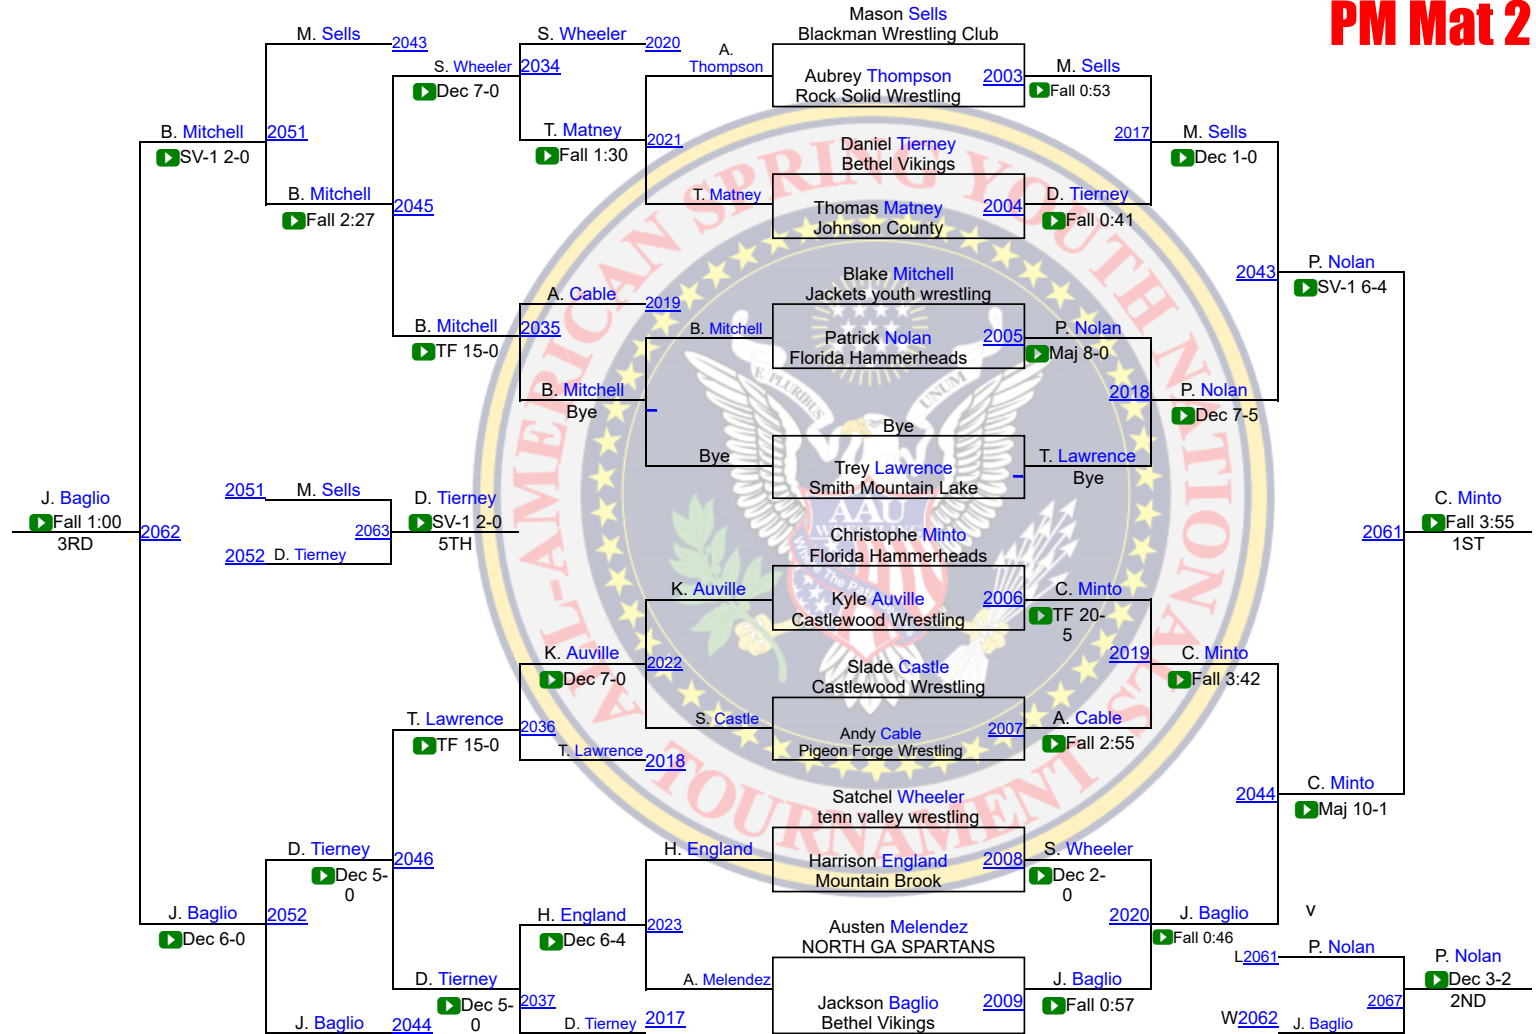 PM Mat 2
Mason Sells
Blackman Wrestling Club
M. Sells
2043
S. Wheeler
2020
A.
Thompson
Aubrey Thompson
2003
Rock Solid Wrestling
M. Sells
Fall 0:53
S. Wheeler
2034
Dec 7-0
B. Mitchell
2051
SV-1 2-0
T. Matney
2021
Fall 1:30
Daniel Tierney
Bethel Vikings
2017
M. Sells
Dec 1-0
B. Mitchell
2045
Fall 2:27
T. Matney
Thomas Matney
2004
Johnson County
D. Tierney
Fall 0:41
Blake Mitchell
Jackets youth wrestling
2043
P. Nolan
SV-1 6-4
A. Cable
2019
B. Mitchell
2035
TF 15-0
B. Mitchell
Patrick Nolan
2005
Florida Hammerheads
P. Nolan
Maj 8-0
E PLURIBUS
UNUM
B. Mitchell
Bye
2018
P. Nolan
Dec 7-5
Bye
Bye
Trey Lawrence
Smith Mountain Lake
T. Lawrence
Bye
J. Baglio
Fall 1:00
3RD
2062
2051
M. Sells
2063
2052
D. Tierney
D. Tierney
SV-1 2-0
5TH
AAU
Christophe Minto
Florida Hammerheads
2061
C. Minto
Fall 3:55
1ST
K. Auville
Kyle Auville
2006
Castlewood Wrestling
C. Minto
TF 20-
5
K. Auville
2022
Dec 7-0
Slade Castle
Castlewood Wrestling
2019
C. Minto
Fall 3:42
T. Lawrence
2036
TF 15-0
S. Castle
Andy Cable
2007
Pigeon Forge Wrestling
A. Cable
Fall 2:55
T. Lawrence
2018
Satchel Wheeler
tenn valley wrestling
2044
C. Minto
Maj 10-1
D. Tierney
2046
Dec 5-
0
H. England
Harrison England
2008
Mountain Brook
S. Wheeler
Dec 2-
0
J. Baglio
2052
Dec 6-0
H. England
2023
Dec 6-4
Austen Melendez
NORTH GA SPARTANS
2020
J. Baglio
Fall 0:46
v
L2061
P. Nolan
P. Nolan
Dec 3-2
2ND
2067
D. Tierney
2037
Dec 5-
0
A. Melendez
Jackson Baglio
2009
Bethel Vikings
J. Baglio
Fall 0:57
J. Baglio
2044
D. Tierney
2017
W2062
J. Baglio
ALL-AMERICAN SPRING YOUTH NATIONALS
TOURNAMENT